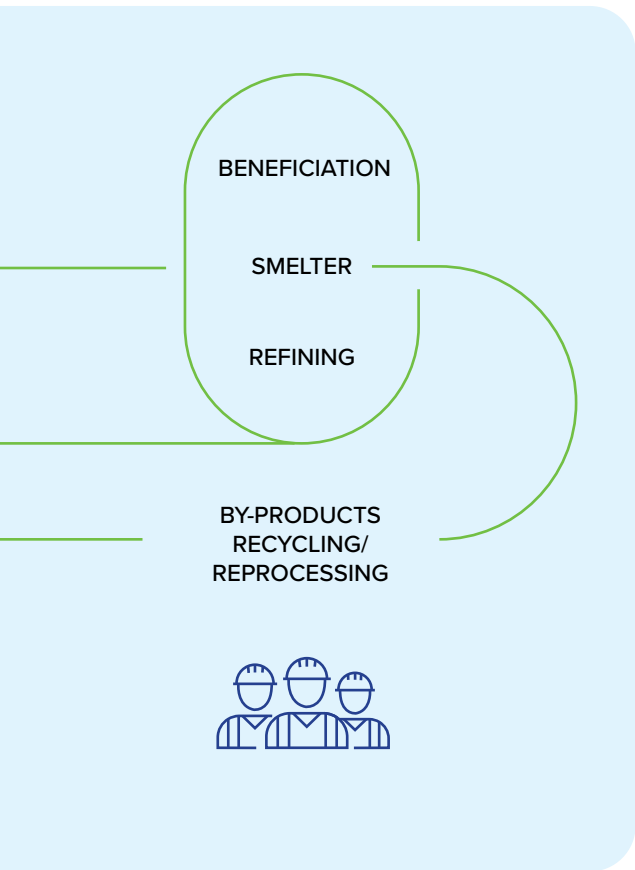 BENEFICIATION
SMELTER
REFINING
BY-PRODUCTS
RECYCLING/
REPROCESSING